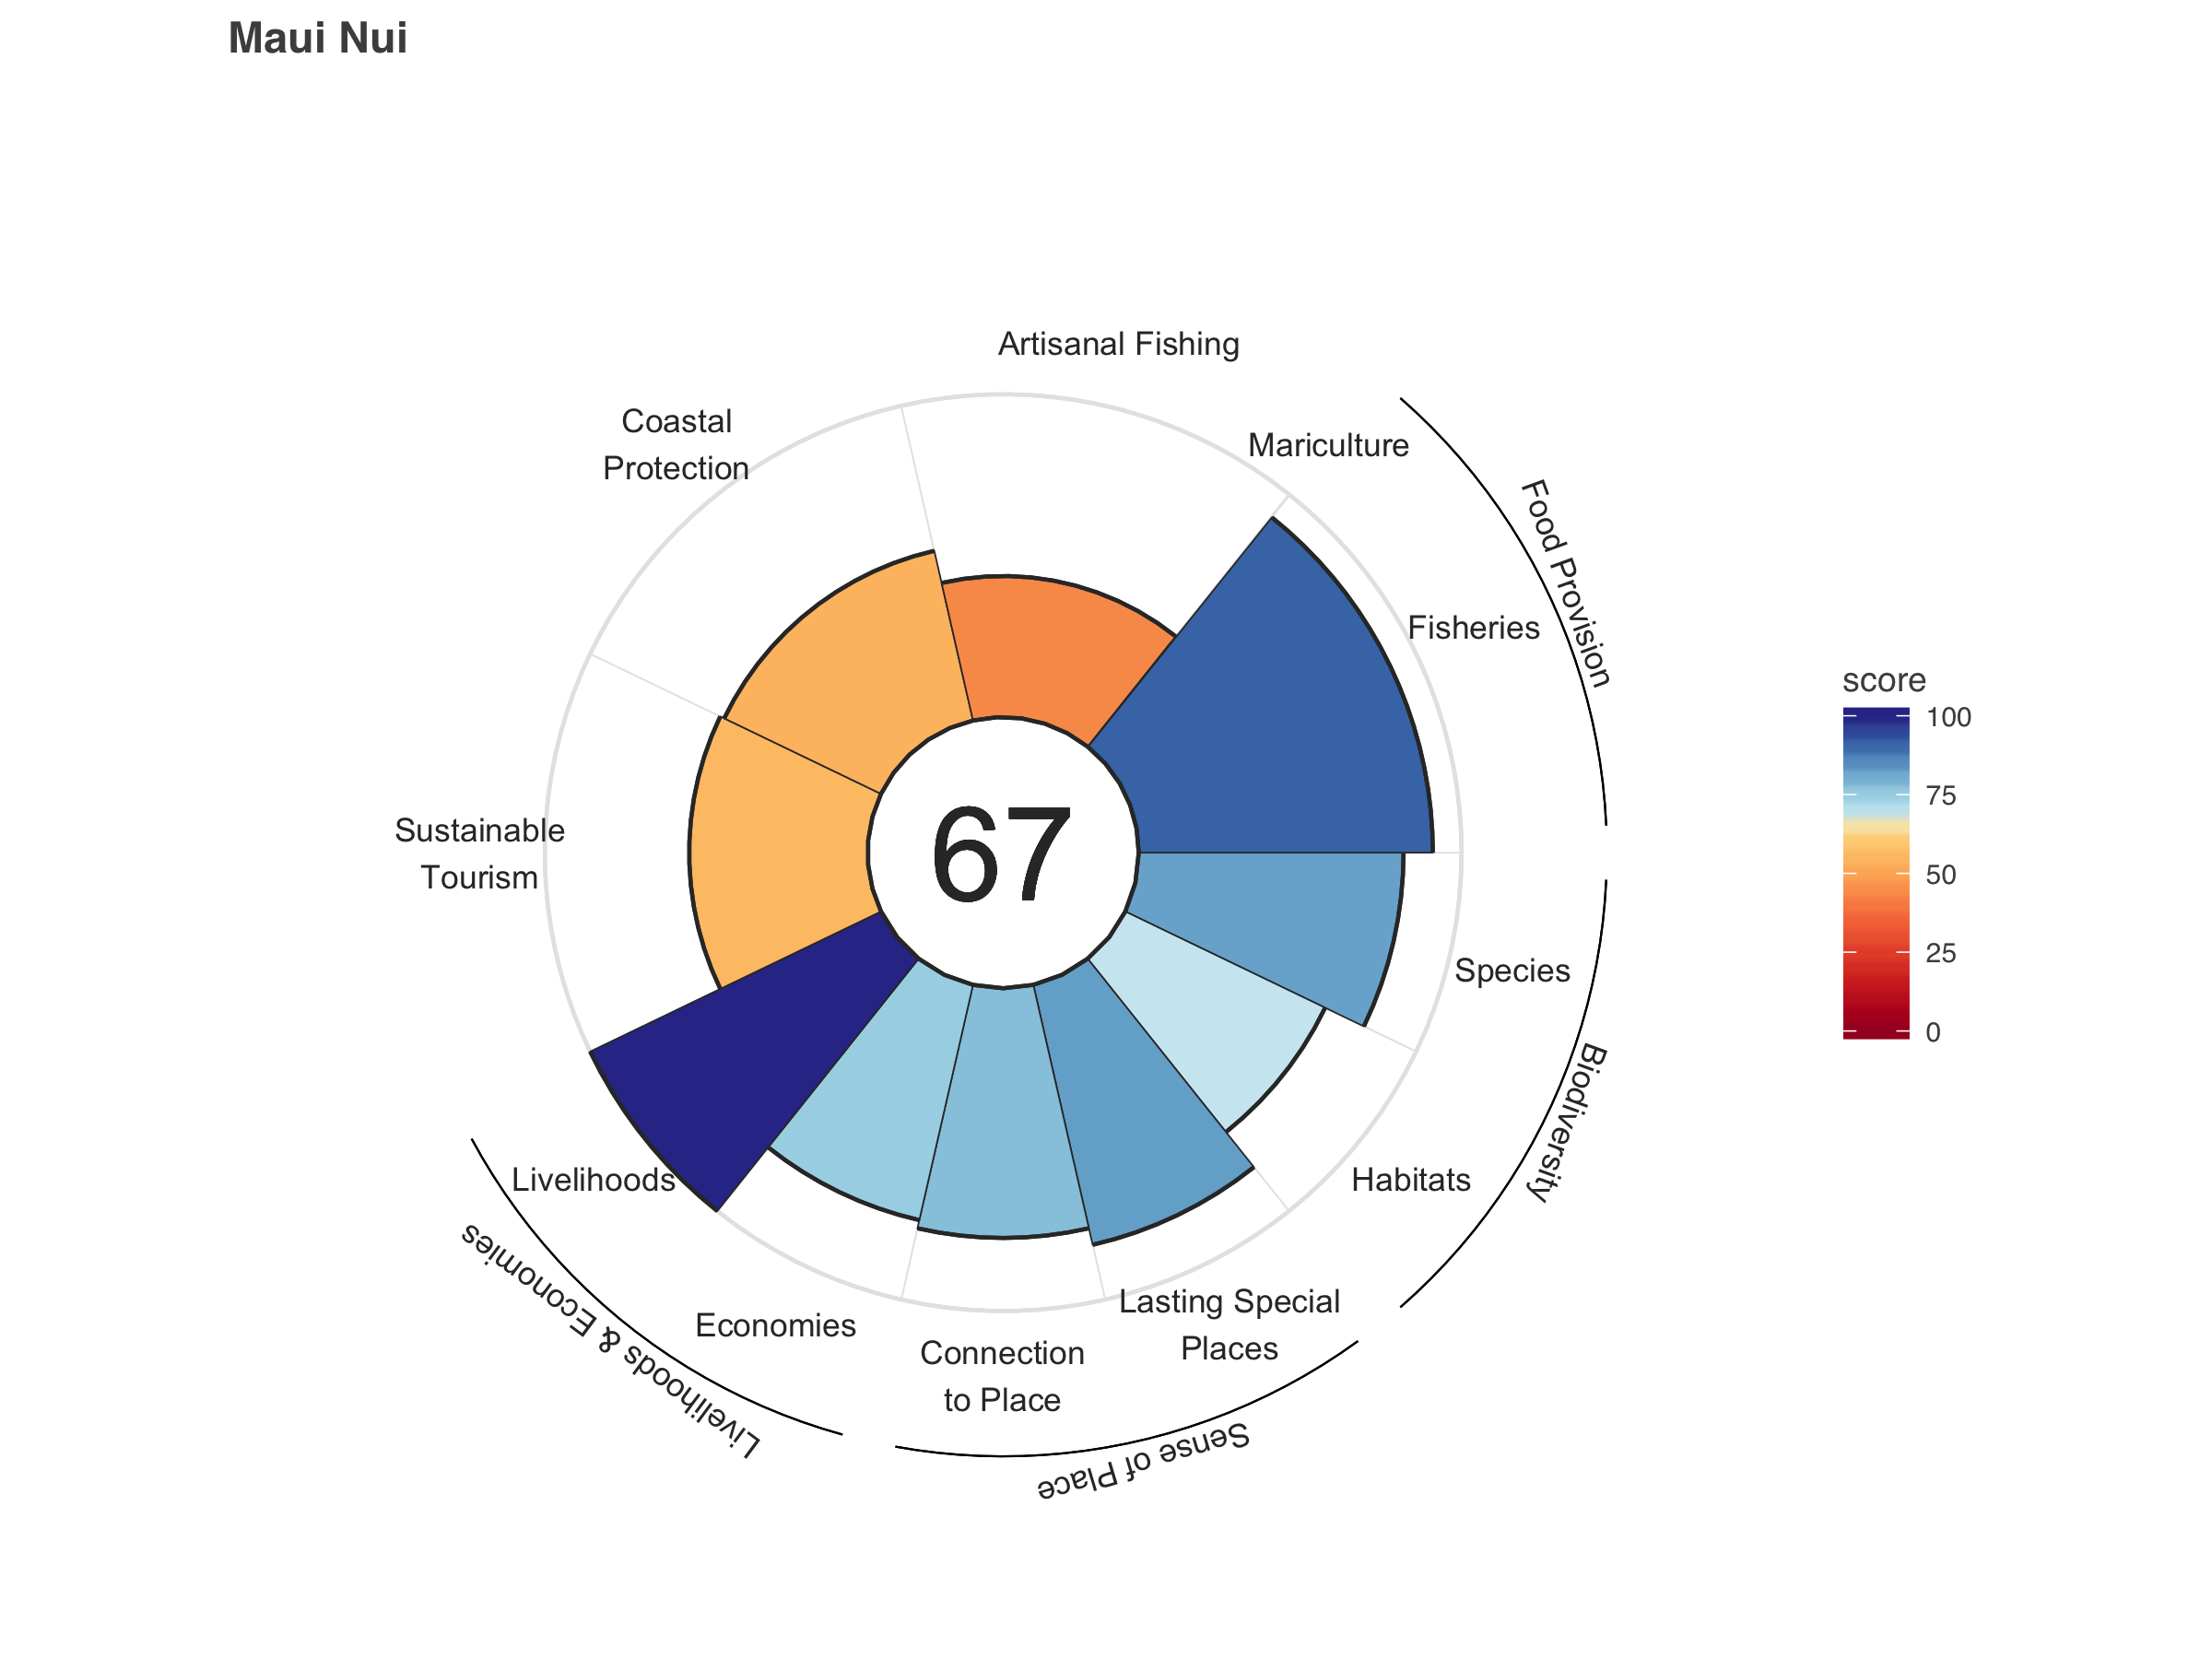 Maui Nui
Artisanal Fishing
Coastal
Protection
Mariculture
Food Provision
Fisheries
score
100
75
50
25
0
67
Sustainable
Tourism
Species
Biodiversity
Habitats
Livelihoods
Livelihoods & Economies
Economies
Lasting Special
Places
Connection
to Place
Sense of Place